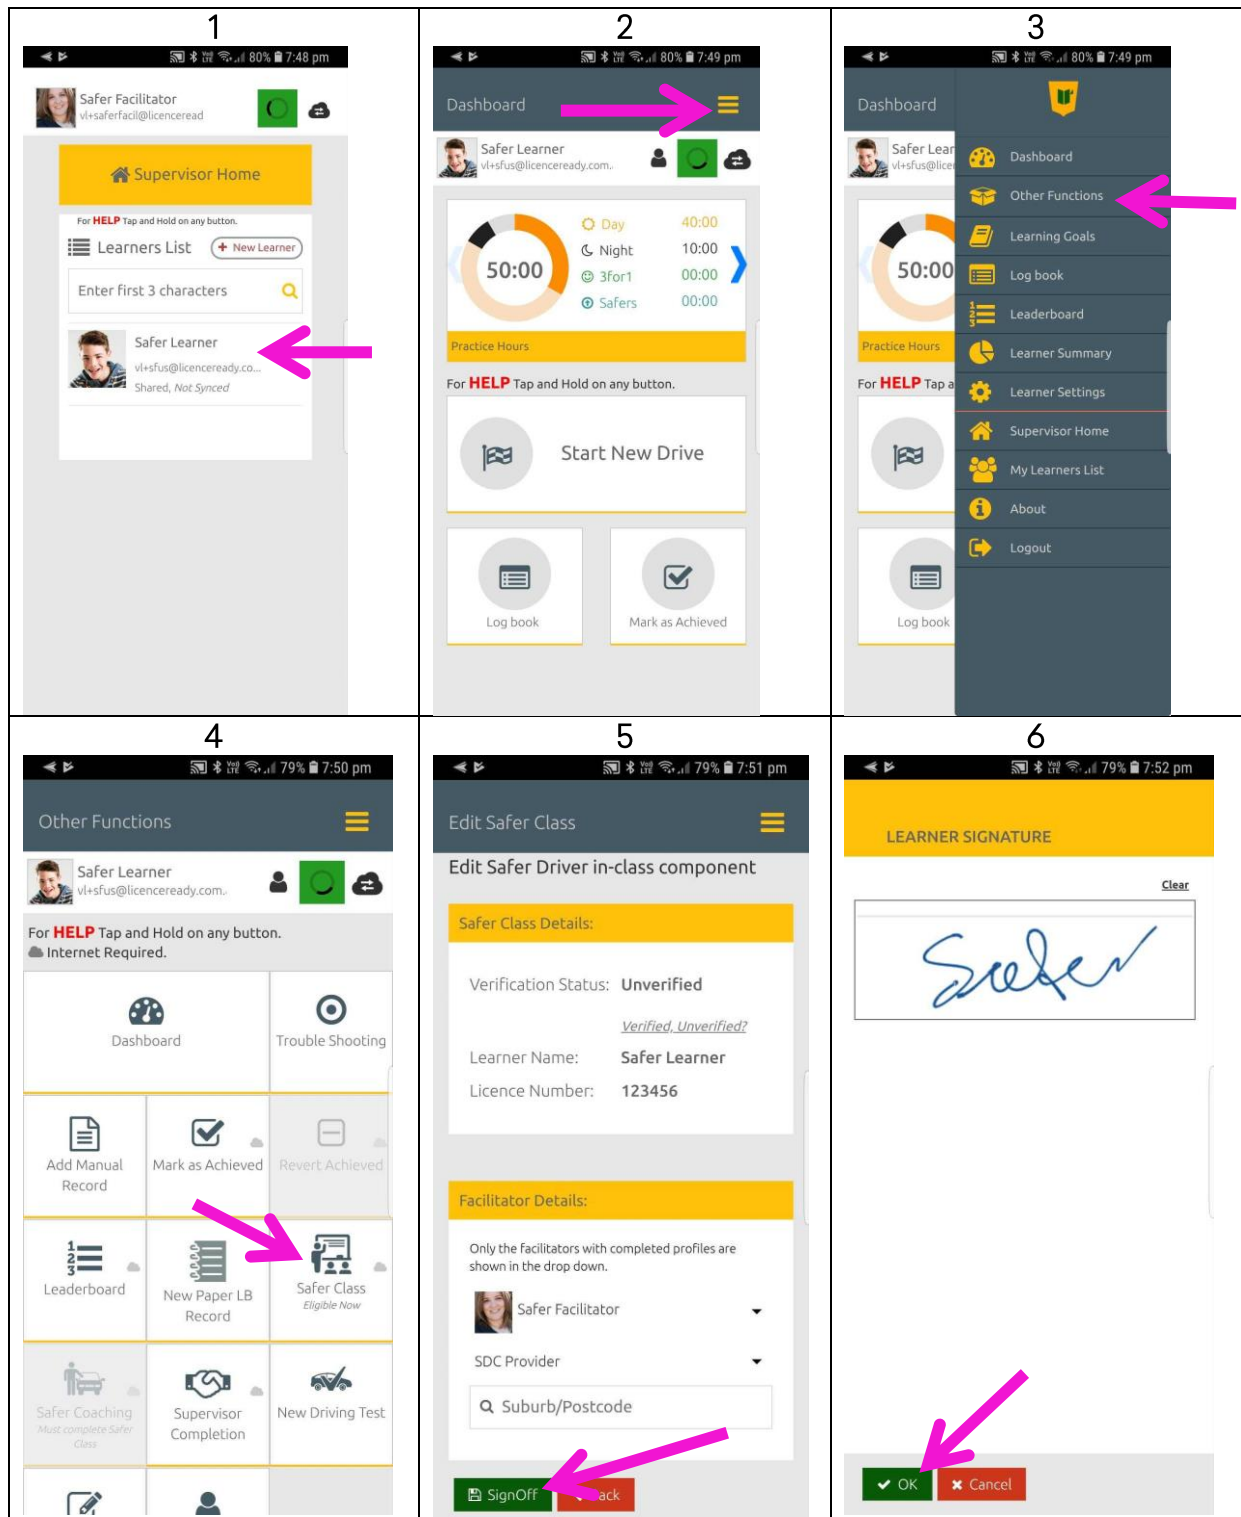 1
80% 7:48 pm
Safer Facilitator
vl+saferfacil@licenceread
Supervisor Home
For HELP Tap and Hold on any button.
Learners List
+ New Learner
Enter first 3 characters
Safer Learner
vl+sfus@licenceready.co...
Shared, Not Synced
2
80% 7:49 pm
Dashboard
Safer Learner
vl+sfus@licenceready.com.
50:00
Day 40:00
Night 10:00
3for1 00:00
Safers 00:00
Practice Hours
For HELP Tap and Hold on any button.
Start New Drive
Log book
Mark as Achieved
3
80% 7:49 pm
Dashboard
Safer Lear
vl+sfus@lice
50:00
Practice Hours
For HELP Tap a
Log book
Dashboard
Other Functions
Learning Goals
Log book
Leaderboard
Learner Summary
Learner Settings
Supervisor Home
My Learners List
About
Logout
4
79% 7:50 pm
Other Functions
Safer Learner
vl+sfus@licenceready.com.
For HELP Tap and Hold on any button.
Internet Required.
Dashboard
Trouble Shooting
Add Manual
Record
Mark as Achieved
Revert Achieved
Leaderboard
New Paper LB
Record
Safer Class
Eligible Now
Safer Coaching
Must complete Safer
Class
Supervisor
Completion
New Driving Test
5
79% 7:51 pm
Edit Safer Class
Edit Safer Driver in-class component
Safer Class Details:
Verification Status: Unverified
Verified, Unverified?
Learner Name: Safer Learner
Licence Number: 123456
Facilitator Details:
Only the facilitators with completed profiles are
shown in the drop down.
Safer Facilitator
SDC Provider
Suburb/Postcode
SignOff
ack
6
79% 7:52 pm
LEARNER SIGNATURE
Clear
Safer
OK
Cancel